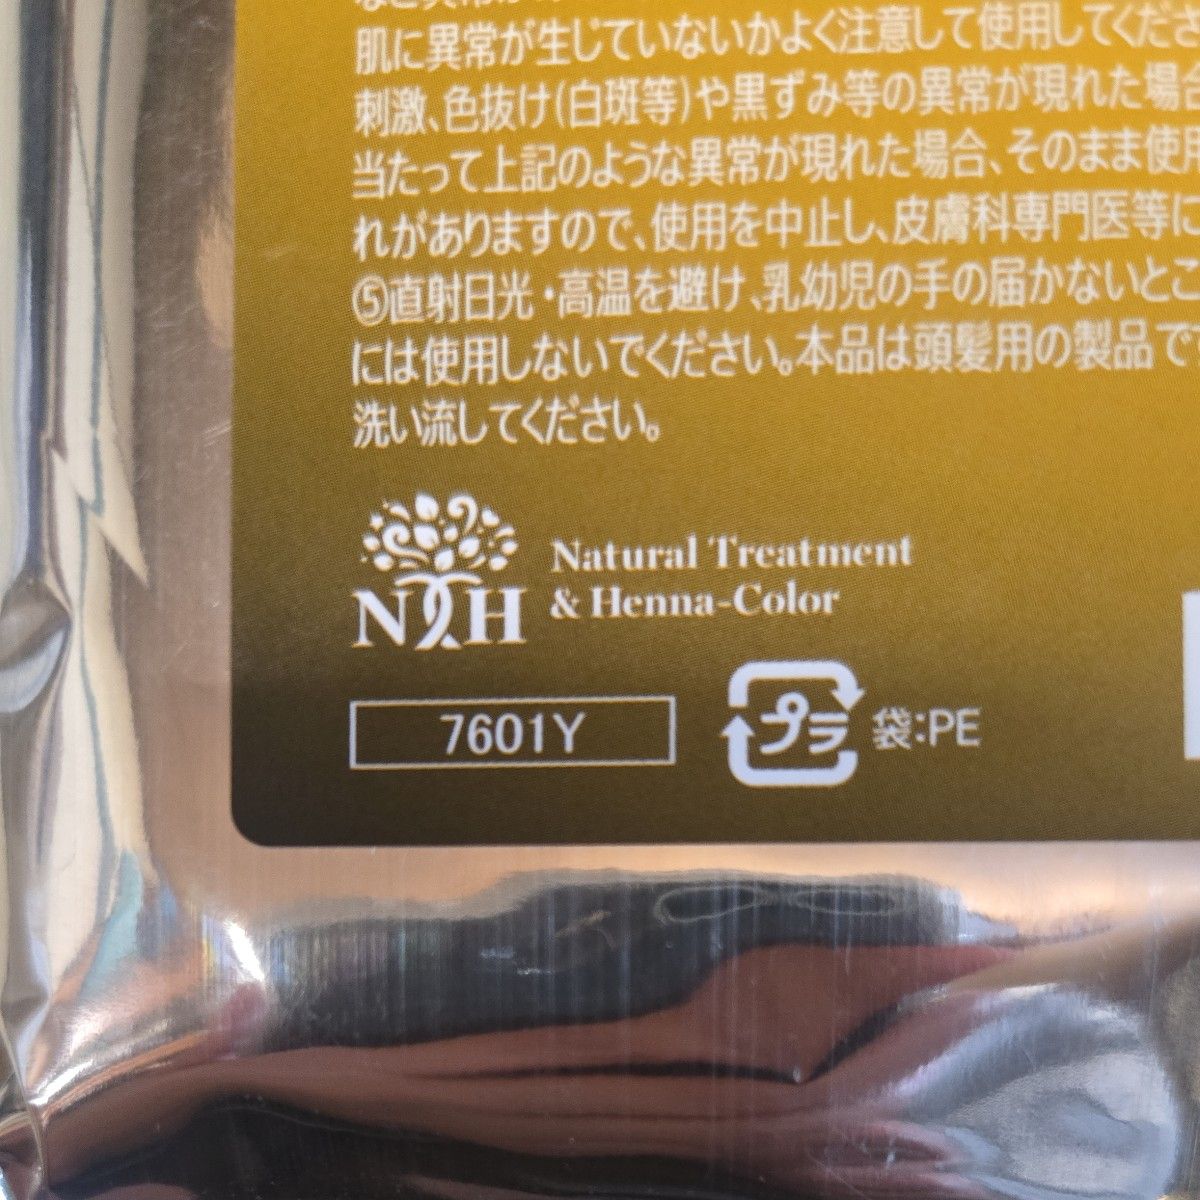 肌に異常が生じていないかよく注意して使用してくださ
刺激、色抜け(白斑等)や黒ずみ等の異常が現れた場合
当たって上記のような異常が現れた場合、そのまま使用
れがありますので、使用を中止し、皮膚科専門医等に
⑤直射日光・高温を避け、乳幼児の手の届かないとこ
には使用しないでください。本品は頭髪用の製品で
洗い流してください。
N&H
Natural Treatment
& Henna-Color
7601Y
プラ 袋:PE